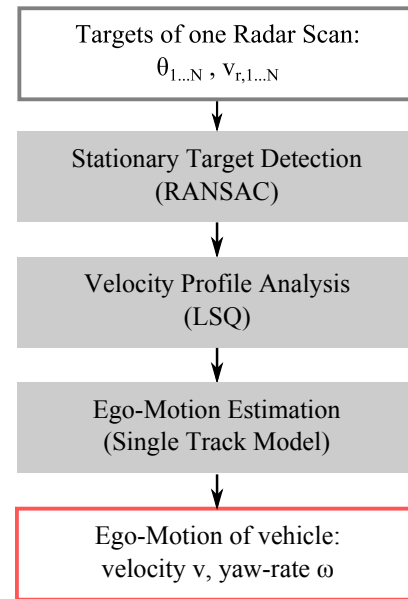 Targets of one Radar Scan:
θ1...N , vr,1...N
Stationary Target Detection
(RANSAC)
Velocity Profile Analysis
(LSQ)
Ego-Motion Estimation
(Single Track Model)
Ego-Motion of vehicle:
velocity v, yaw-rate ω